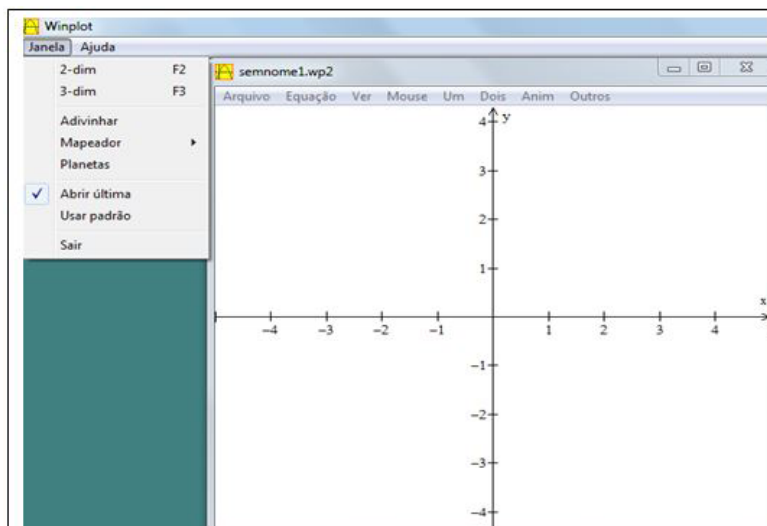 Winplot
Janela Ajuda
2-dim F2
3-dim F3
Adivinhar
Mapeador
Planetas
Abrir última
Usar padrão
Sair
semnome1.wp2
Arquivo Equação Ver Mouse Um Dois Anim Outros
y
4
3
2
1
x
-4 -3 -2 -1 1 2 3 4
-1
-2
-3
-4